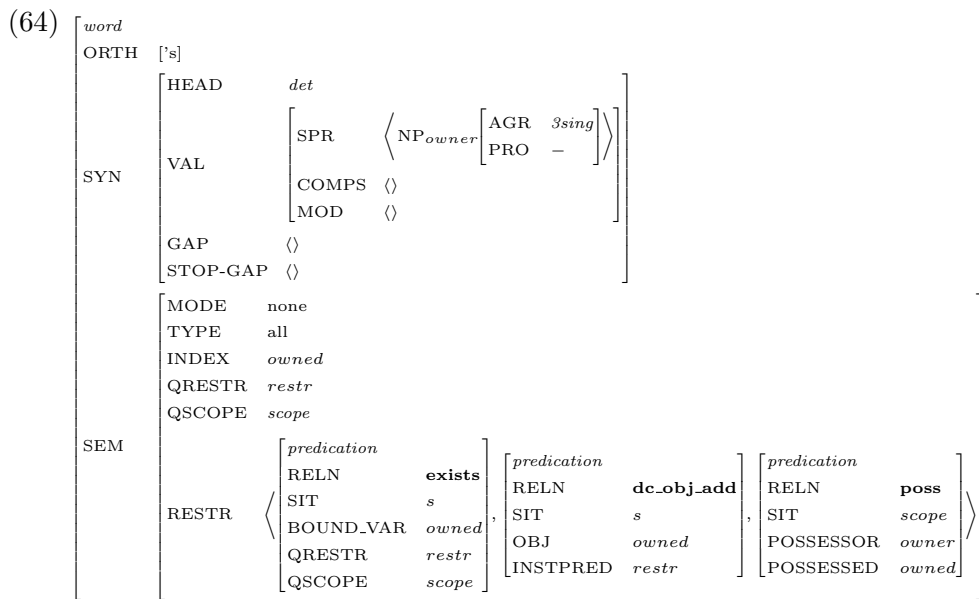 (64)
word
ORTH ['s]
HEAD det
SPR ⟨NP_owner [AGR 3sing
PRO −]⟩
VAL
COMPS ⟨⟩
MOD ⟨⟩
SYN
GAP ⟨⟩
STOP-GAP ⟨⟩
MODE none
TYPE all
INDEX owned
QRESTR restr
QSCOPE scope
SEM
RESTR ⟨[predication
RELN exists
SIT s
BOUND_VAR owned
QRESTR restr
QSCOPE scope],
[predication
RELN dc_obj_add
SIT s
OBJ owned
INSTPRED restr],
[predication
RELN poss
SIT scope
POSSESSOR owner
POSSESSED owned]⟩